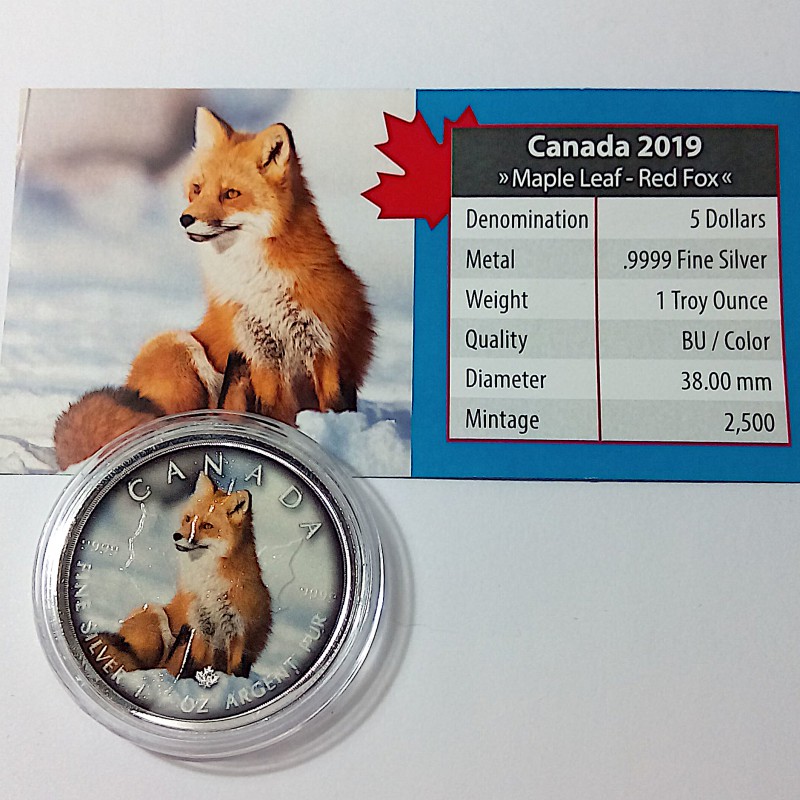 Canada 2019
»Maple Leaf - Red Fox«
Denomination 5 Dollars
Metal .9999 Fine Silver
Weight 1 Troy Ounce
Quality BU / Color
Diameter 38.00 mm
Mintage 2,500
CANADA
9999
9999
FINE SILVER 1 OZ ARGENT PUR